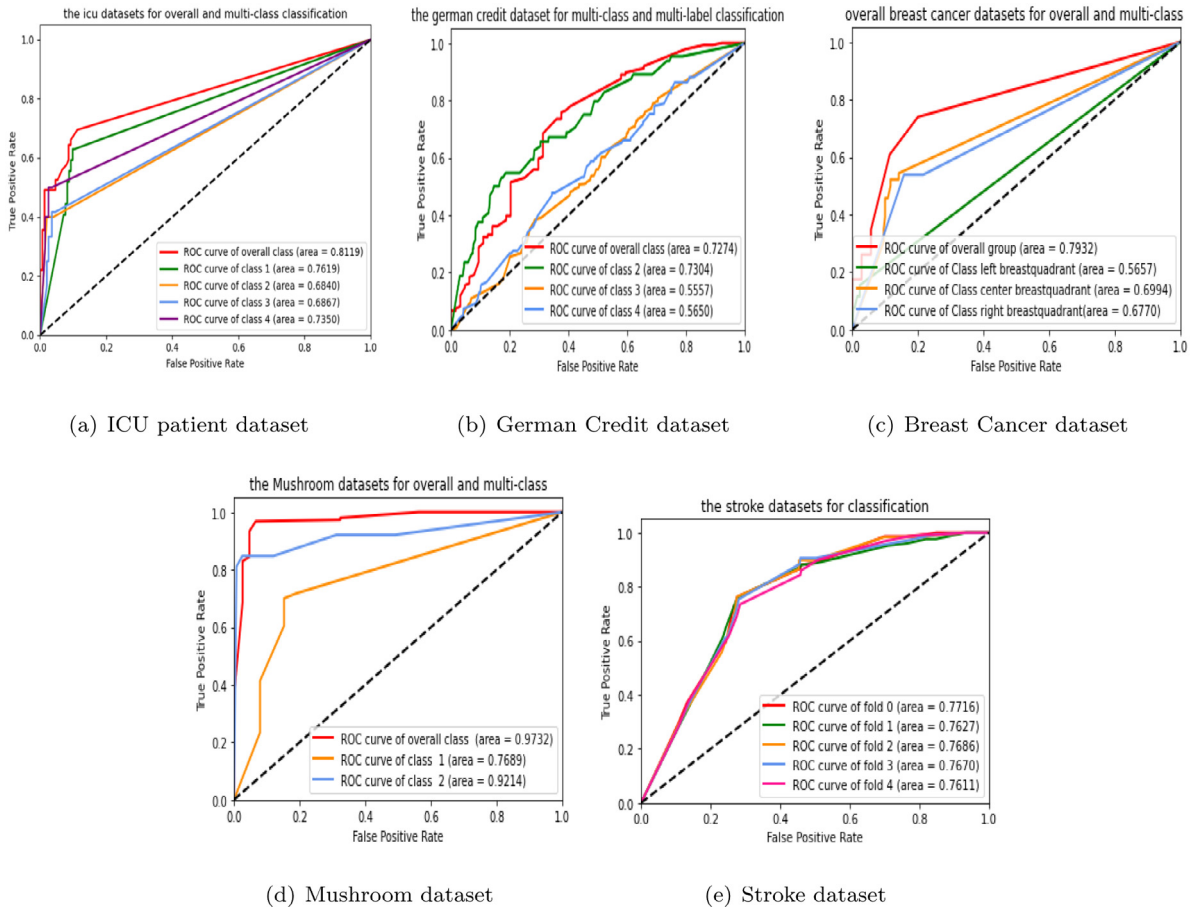 the icu datasets for overall and multi-class classification
True Positive Rate
1.0
0.8
0.6
0.4
0.2
0.0
ROC curve of overall class (area = 0.8119)
ROC curve of class 1 (area = 0.7619)
ROC curve of class 2 (area = 0.6840)
ROC curve of class 3 (area = 0.6867)
ROC curve of class 4 (area = 0.7350)
0.0 0.2 0.4 0.6 0.8 1.0
False Positive Rate
(a) ICU patient dataset
the german credit dataset for multi-class and multi-label classification
True Positive Rate
1.0
0.8
0.6
0.4
0.2
0.0
ROC curve of overall class (area = 0.7274)
ROC curve of class 2 (area = 0.7304)
ROC curve of class 3 (area = 0.5557)
ROC curve of class 4 (area = 0.5650)
0.0 0.2 0.4 0.6 0.8 1.0
False Positive Rate
(b) German Credit dataset
overall breast cancer datasets for overall and multi-class
True Positive Rate
1.0
0.8
0.6
0.4
0.2
0.0
ROC curve of overall group (area = 0.7932)
ROC curve of Class left breastquadrant (area = 0.5657)
ROC curve of Class center breastquadrant (area = 0.6994)
ROC curve of Class right breastquadrant(area = 0.6770)
0.0 0.2 0.4 0.6 0.8 1.0
False Positive Rate
(c) Breast Cancer dataset
the Mushroom datasets for overall and multi-class
True Positive Rate
1.0
0.8
0.6
0.4
0.2
0.0
ROC curve of overall class (area = 0.9732)
ROC curve of class 1 (area = 0.7689)
ROC curve of class 2 (area = 0.9214)
0.0 0.2 0.4 0.6 0.8 1.0
False Positive Rate
(d) Mushroom dataset
the stroke datasets for classification
True Positive Rate
1.0
0.8
0.6
0.4
0.2
0.0
ROC curve of fold 0 (area = 0.7716)
ROC curve of fold 1 (area = 0.7627)
ROC curve of fold 2 (area = 0.7686)
ROC curve of fold 3 (area = 0.7670)
ROC curve of fold 4 (area = 0.7611)
0.0 0.2 0.4 0.6 0.8 1.0
False Positive Rate
(e) Stroke dataset